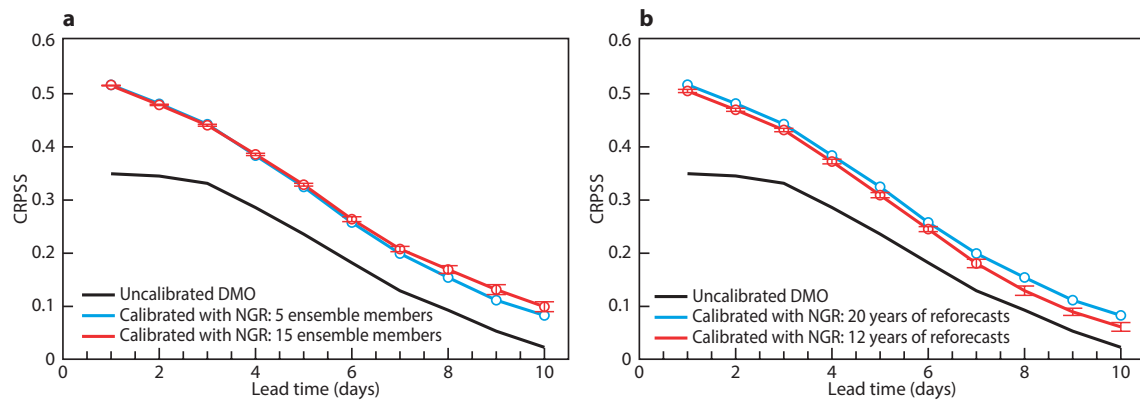 a
0.6
0.5
0.4
0.3
0.2
0.1
0
CRPSS
Uncalibrated DMO
Calibrated with NGR: 5 ensemble members
Calibrated with NGR: 15 ensemble members
0 2 4 6 8 10
Lead time (days)
b
0.6
0.5
0.4
0.3
0.2
0.1
0
CRPSS
Uncalibrated DMO
Calibrated with NGR: 20 years of reforecasts
Calibrated with NGR: 12 years of reforecasts
0 2 4 6 8 10
Lead time (days)